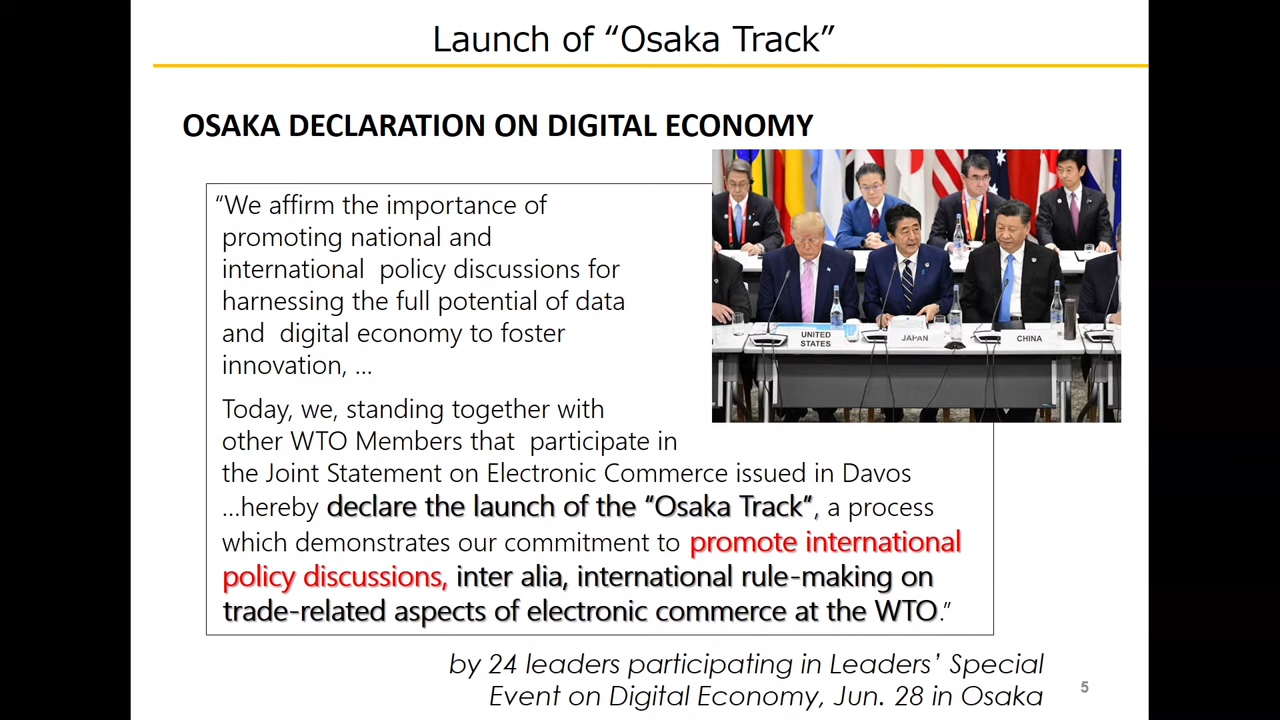 Launch of “Osaka Track”
OSAKA DECLARATION ON DIGITAL ECONOMY
“We affirm the importance of
promoting national and
international policy discussions for
harnessing the full potential of data
and digital economy to foster
innovation, ...
Today, we, standing together with
other WTO Members that participate in
the Joint Statement on Electronic Commerce issued in Davos
...hereby declare the launch of the “Osaka Track”, a process
which demonstrates our commitment to promote international
policy discussions, inter alia, international rule-making on
trade-related aspects of electronic commerce at the WTO.”
UNITED
STATES
JAPAN
CHINA
by 24 leaders participating in Leaders’ Special
Event on Digital Economy, Jun. 28 in Osaka
5